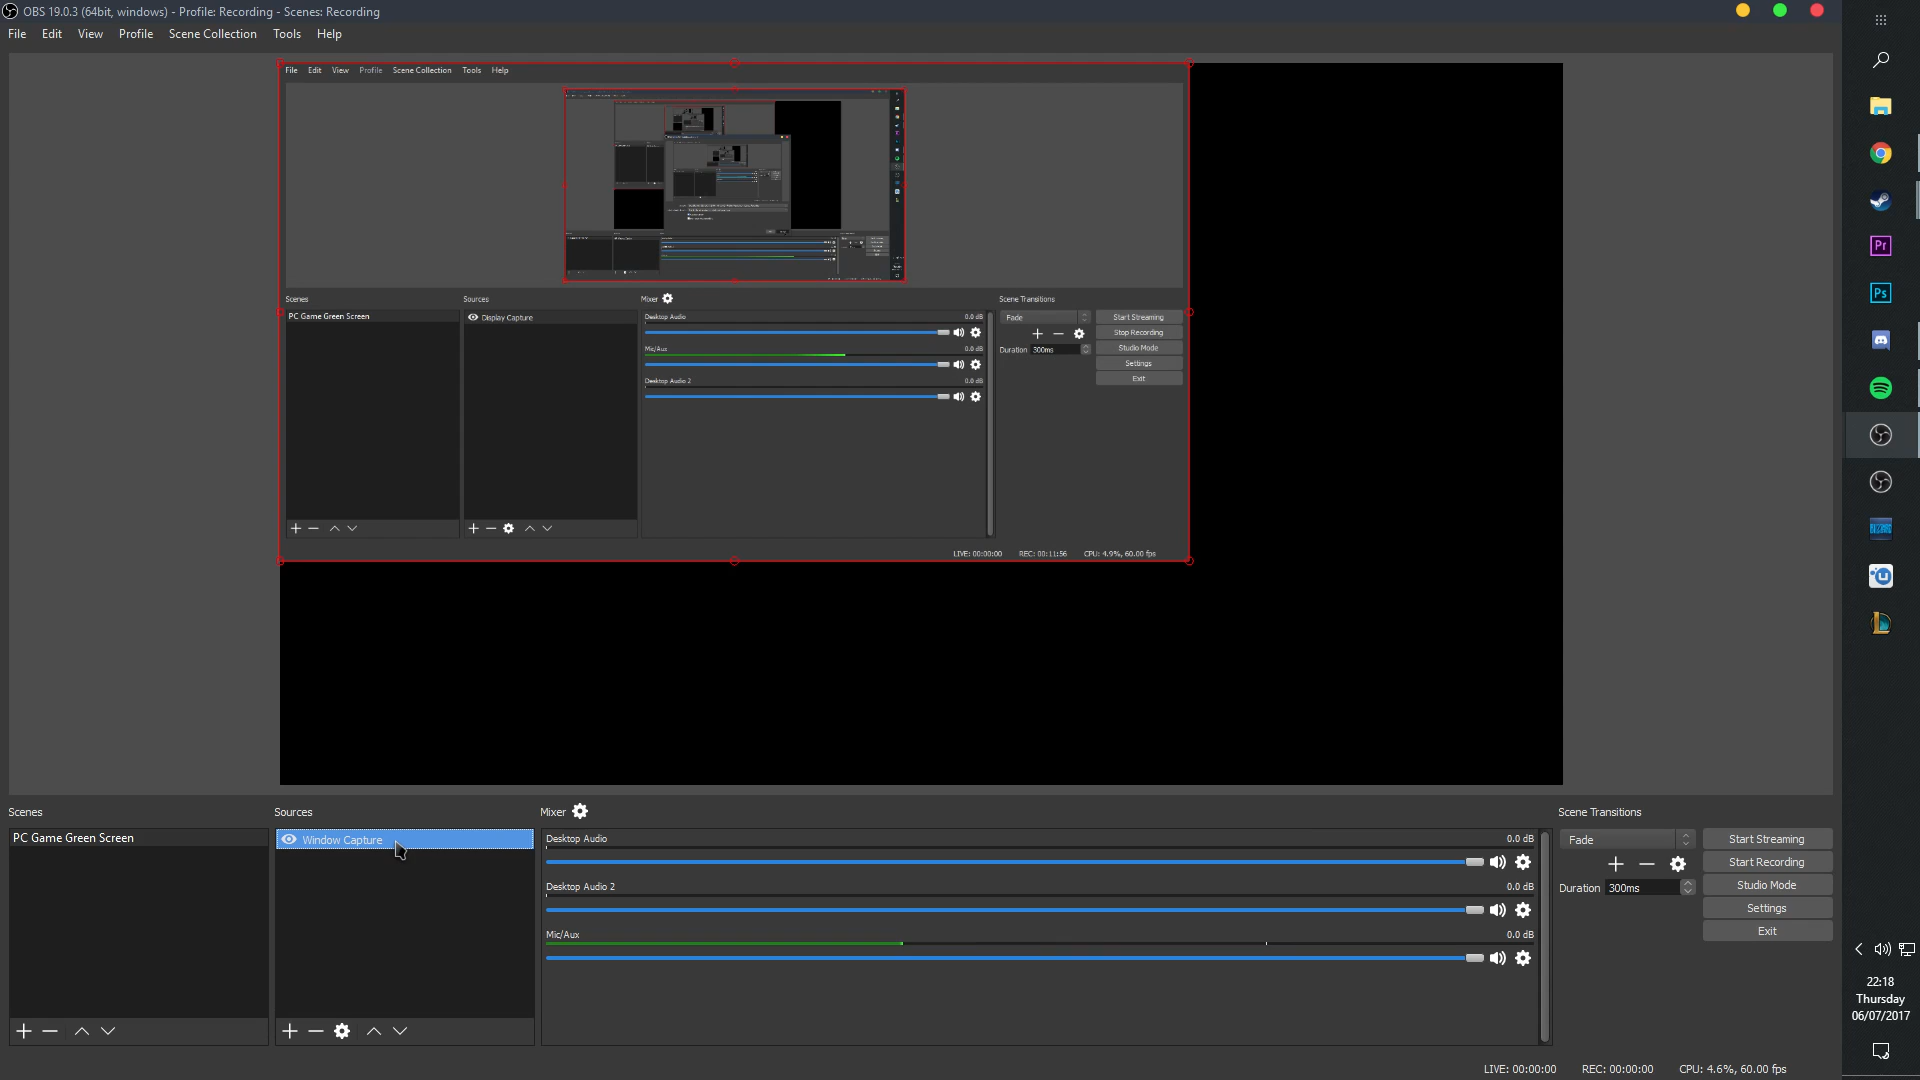 OBS 19.0.3 (64bit, windows) - Profile: Recording - Scenes: Recording
File Edit View Profile Scene Collection Tools Help
File Edit View Profile Scene Collection Tools Help
Scenes Sources Mixer Scene Transitions
PC Game Green Screen
Display Capture
Desktop Audio 0.0 dB
Mic/Aux 0.0 dB
Desktop Audio 2 0.0 dB
Fade
Duration 300ms
Start Streaming
Stop Recording
Studio Mode
Settings
Exit
LIVE: 00:00:00 REC: 00:11:56 CPU: 4.9%, 60.00 fps
Scenes Sources Mixer Scene Transitions
PC Game Green Screen
Window Capture
Desktop Audio 0.0 dB
Desktop Audio 2 0.0 dB
Mic/Aux 0.0 dB
Fade
Duration 300ms
Start Streaming
Start Recording
Studio Mode
Settings
Exit
LIVE: 00:00:00 REC: 00:00:00 CPU: 4.6%, 60.00 fps
Pr
Ps
22:18
Thursday
06/07/2017